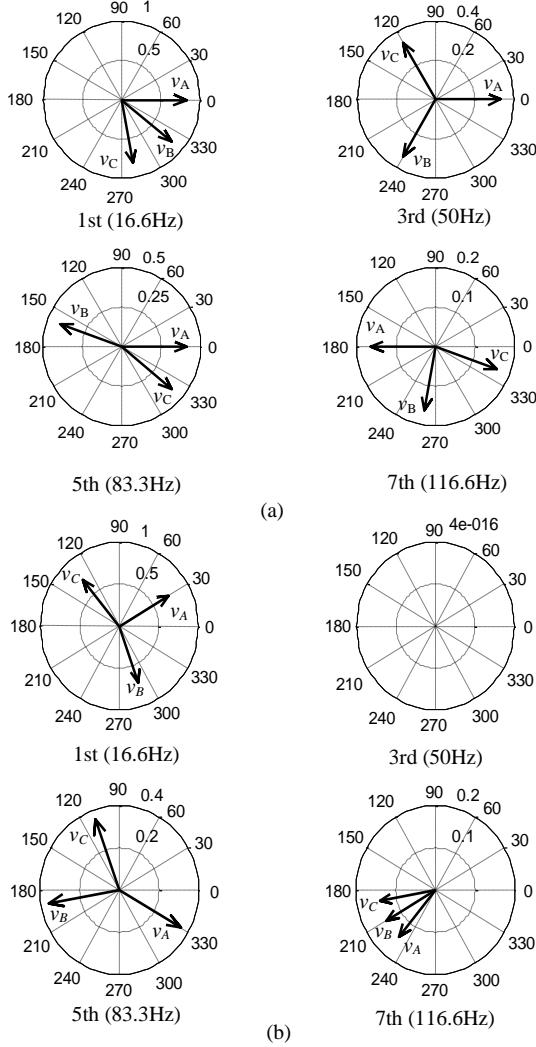 90 1
120 60
0.5
150 30
vA
180 0
vB
vC
210 330
240 300
270
1st (16.6Hz)
90 0.4
120 60
0.2
150 30
vC
vA
180 0
vB
210 330
240 300
270
3rd (50Hz)
90 0.5
120 60
0.25
150 30
vB
vA
180 0
vC
210 330
240 300
270
5th (83.3Hz)
90 0.2
120 60
0.1
150 30
vA
vC
180 0
vB
210 330
240 300
270
7th (116.6Hz)
(a)
90 1
120 60
0.5
150 30
vC
vA
180 0
vB
210 330
240 300
270
1st (16.6Hz)
90 4e-016
120 60
150 30
180 0
210 330
240 300
270
3rd (50Hz)
90 0.4
120 60
0.2
150 30
vC
180 0
vB
vA
210 330
240 300
270
5th (83.3Hz)
90 0.2
120 60
0.1
150 30
180 0
vC
vB
vA
210 330
240 300
270
7th (116.6Hz)
(b)